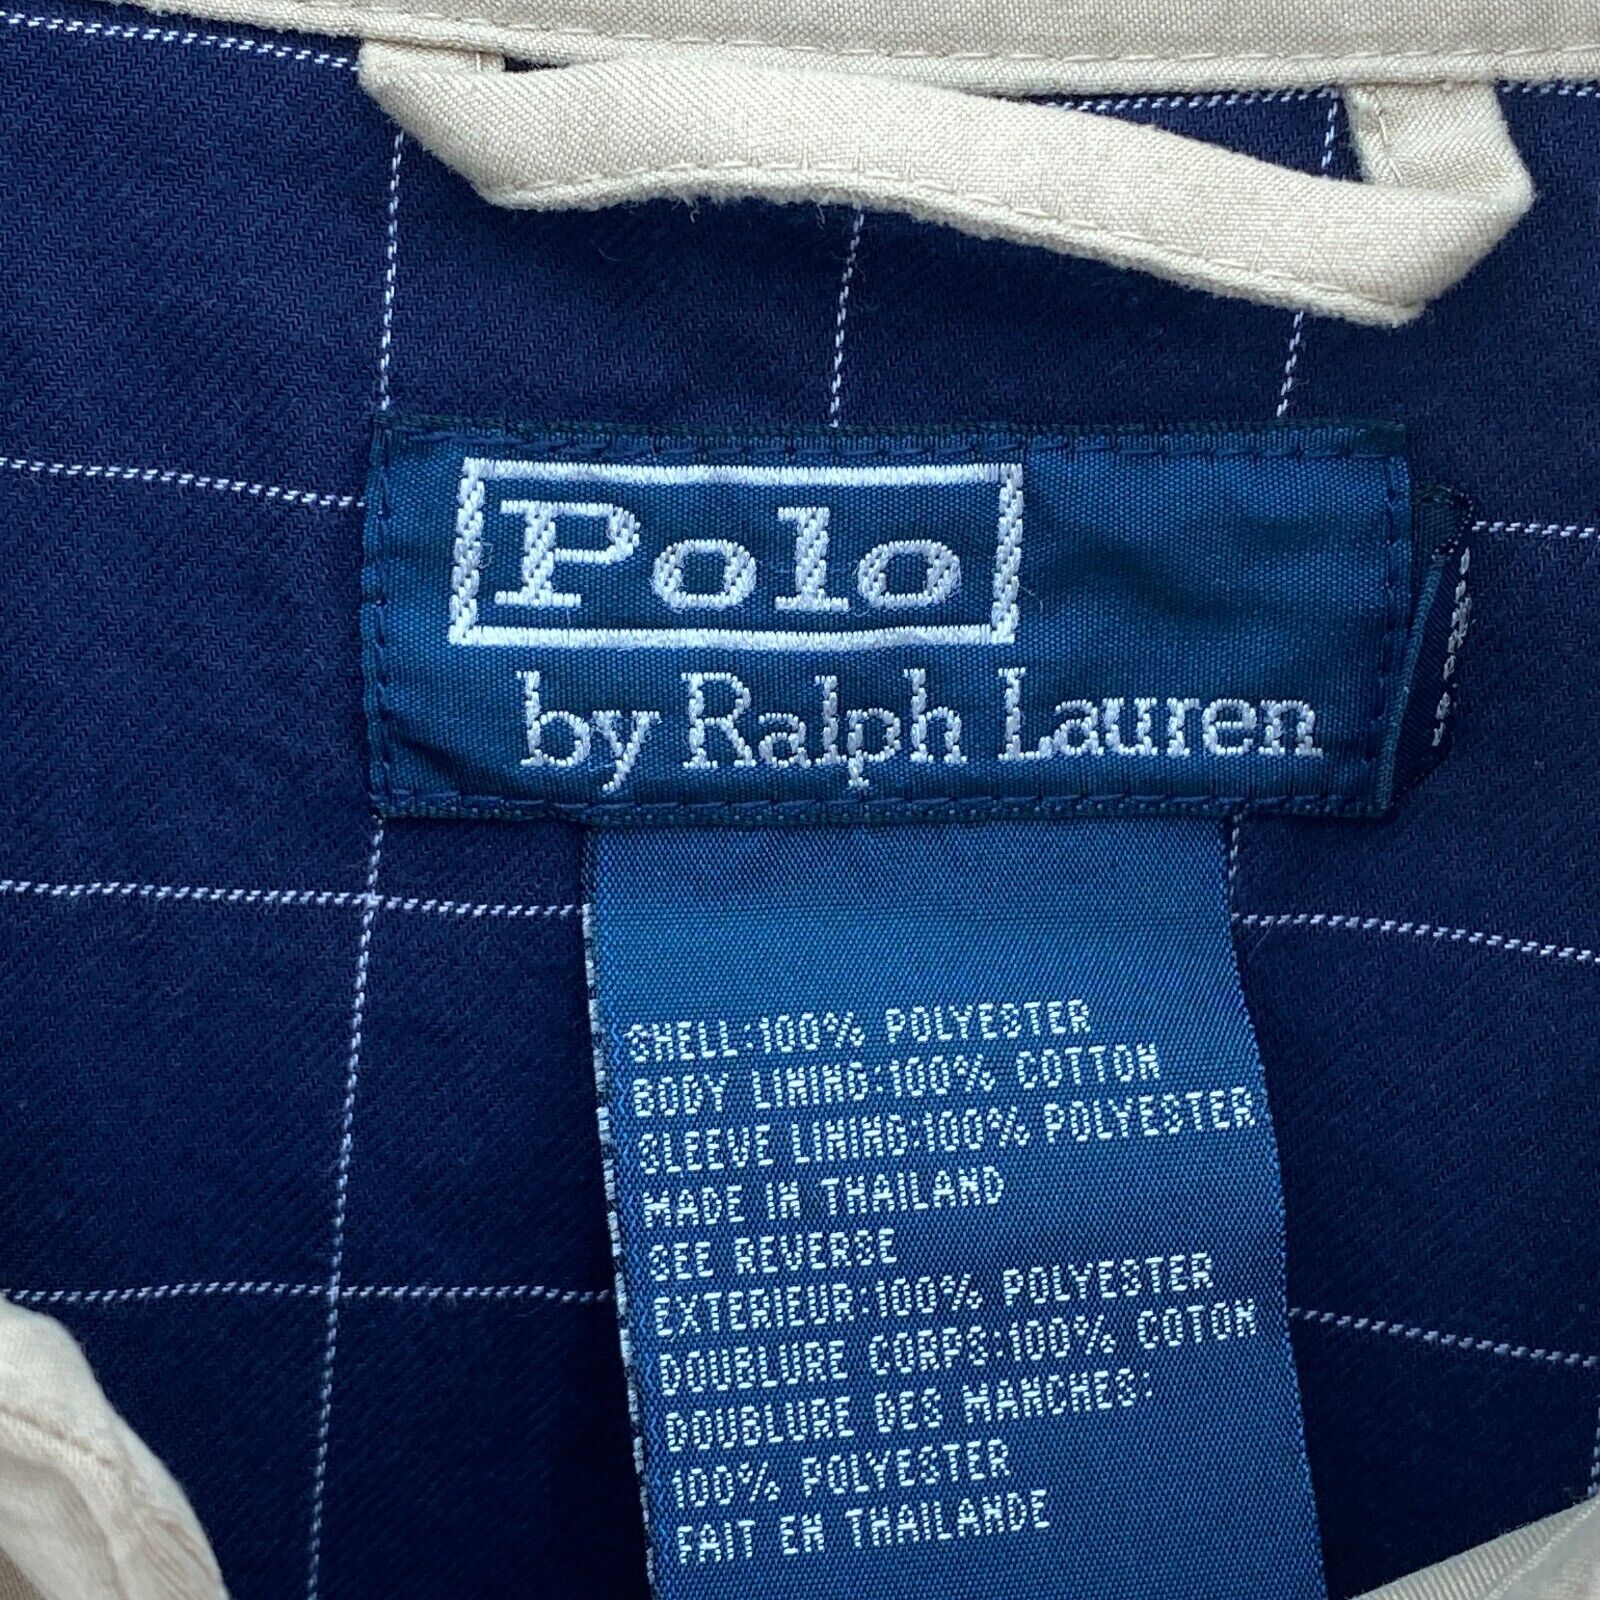 Polo
by Ralph Lauren
SHELL:100% POLYESTER
BODY LINING:100% COTTON
SLEEVE LINING:100% POLYESTER
MADE IN THAILAND
SEE REVERSE
EXTERIEUR:100% POLYESTER
DOUBLURE CORPS:100% COTON
DOUBLURE DES MANCHES:
100% POLYESTER
FAIT EN THAILANDE